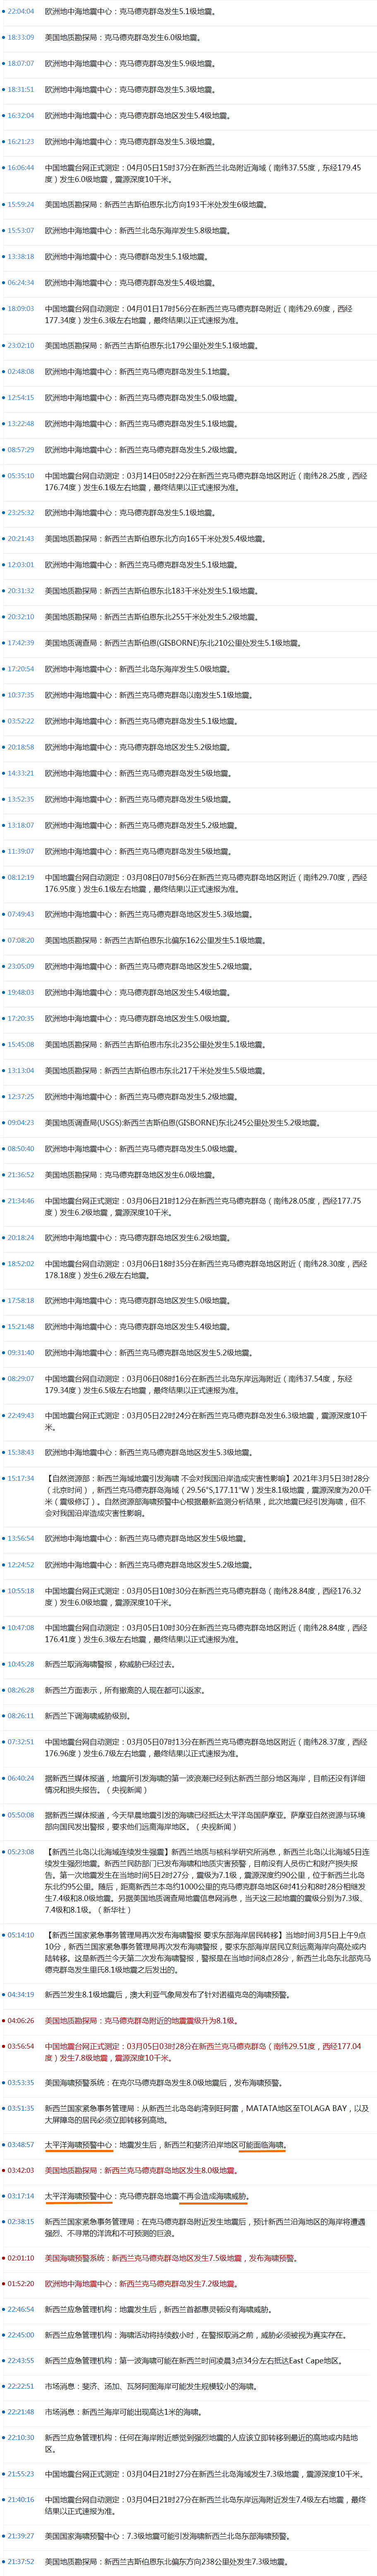 22:04:04 欧洲地中海地震中心：克马德克群岛发生5.1级地震。
18:33:09 美国地质勘探局：克马德克群岛发生6.0级地震。
18:07:07 欧洲地中海地震中心：克马德克群岛发生5.9级地震。
18:31:51 欧洲地中海地震中心：克马德克群岛发生5.3级地震。
16:32:04 欧洲地中海地震中心：克马德克群岛地区发生5.4级地震。
16:21:23 欧洲地中海地震中心：克马德克群岛发生5.3级地震。
16:06:44 中国地震台网正式测定：04月05日15时37分在新西兰北岛附近海域（南纬37.55度，东经179.45
度）发生6.0级地震，震源深度10千米。
15:59:24 美国地质勘探局：新西兰吉斯伯恩东北方向193千米处发生6级地震。
15:53:07 欧洲地中海地震中心：新西兰北岛东海岸发生5.8级地震。
13:38:18 欧洲地中海地震中心：克马德群岛发生5.1级地震。
06:24:34 欧洲地中海地震中心：克马德克群岛发生5.4级地震。
18:09:03 中国地震台网自动测定：04月01日17时56分在新西兰克马德克群岛附近（南纬29.69度，西经
177.34度）发生6.3级左右地震，最终结果以正式速报为准。
23:02:10 美国地质勘探局：新西兰吉斯伯恩东北179公里处发生5.1级地震。
02:48:08 欧洲地中海地震中心：新西兰克马德克群岛发生5.1地震。
12:54:15 欧洲地中海地震中心：新西兰克马德克群岛发生5.0级地震。
13:22:48 欧洲地中海地震中心：新西兰克马德克群岛发生5.1级地震。
08:57:29 欧洲地中海地震中心：新西兰克马德克群岛发生5.2级地震。
05:35:10 中国地震台网自动测定：03月14日05时22分在新西兰克马德克群岛地区附近（南纬28.25度，西经
176.74度）发生6.1级左右地震，最终结果以正式速报为准。
23:25:32 欧洲地中海地震中心：克马德克群岛发生5.1级地震。
20:21:43 美国地质勘探局：新西兰吉斯伯恩东北方向165千米处发5.4级地震。
12:03:01 欧洲地中海地震中心：新西兰克马德克群岛发生5.1级地震。
20:31:32 美国地质勘探局：新西兰吉斯伯恩东北183千米处发生5.1级地震。
20:32:10 美国地质勘探局：新西兰吉斯伯恩东北255千米处发生5.2级地震。
17:42:39 美国地质调查局：新西兰吉斯伯恩(GISBORNE)东北210公里处发生5.1级地震。
17:20:54 欧洲地中海地震中心：新西兰北岛东海岸发生5.0级地震。
10:37:35 欧洲地中海地震中心：新西兰克马德克群岛以南发生5.1级地震。
03:52:22 欧洲地中海地震中心：新西兰克马德克群岛发生5.1级地震。
20:18:58 欧洲地中海地震中心：克马德克群岛地区发生5.2级地震。
14:33:21 欧洲地中海地震中心：新西兰克马德克群岛发生5级地震。
13:52:35 欧洲地中海地震中心：新西兰克马德克群岛发生5级地震。
13:18:07 欧洲地中海地震中心：新西兰克马德克群岛发生5.2级地震。
11:39:07 欧洲地中海地震中心：新西兰克马德克群岛发生5级地震。
08:12:19 中国地震台网自动测定：03月08日07时56分在新西兰克马德克群岛地区附近（南纬29.70度，西经
176.95度）发生6.1级左右地震，最终结果以正式速报为准。
07:49:43 欧洲地中海地震中心：新西兰克马德克群岛地区发生5.3级地震。
07:08:20 美国地质勘探局：新西兰吉斯伯恩东北偏东162公里发生5.1级地震。
23:05:09 欧洲地中海地震中心：新西兰克马德克群岛地区发生5.2级地震。
19:48:03 欧洲地中海地震中心：克马德克群岛地区发生5.4级地震。
17:20:35 欧洲地中海地震中心：克马德克群岛地区发生5.0级地震。
15:45:08 美国地质勘探局：新西兰吉斯伯恩市东北235公里处发生5.1级地震。
13:13:04 美国地质勘探局：新西兰吉斯伯恩市东北217千米处发生5.5级地震。
12:37:25 欧洲地中海地震中心：新西兰克马德克群岛发生5.2级地震。
09:04:23 美国地质调查局(USGS):新西兰吉斯伯恩(GISBORNE)东北245公里处发生5.2级地震。
08:50:40 欧洲地中海地震中心：新西兰克马德克群岛发生5.0级地震。
21:36:52 美国地质勘探局：克马德克群岛地区发生6.0级地震。
21:34:46 中国地震台网正式测定：03月06日21时12分在新西兰克马德克群岛（南纬28.05度，西经177.75
度）发生6.2级地震，震源深度10千米。
20:18:24 欧洲地中海地震中心：克马德克群岛地区发生6.2级地震。
18:52:02 中国地震台网自动测定：03月06日18时35分在新西兰克马德克群岛地区附近（南纬28.30度，西经
178.18度）发生6.2级左右地震。
17:58:18 欧洲地中海地震中心：克马德克群岛地区发生5.0级地震。
15:21:48 欧洲地中海地震中心：克马德克群岛地区发生5.4级地震。
09:31:40 欧洲地中海地震中心：新西兰克马德克群岛地区发生5.2级地震。
08:29:07 中国地震台网自动测定：03月06日08时16分在新西兰北岛东岸远海附近（南纬37.54度，东经
179.34度）发生6.5级左右地震，最终结果以正式速报为准。
22:49:43 中国地震台网正式测定：03月05日22时24分在新西兰克马德克群岛发生6.3级地震，震源深度10千
米。
15:38:43 欧洲地中海地震中心：克马德克群岛地区发生5.3级地震。
15:17:34 【自然资源部：新西兰海域地震引发海啸 不会对我国沿岸造成灾害性影响】2021年3月5日3时28分
（北京时间），新西兰克马德克群岛海域（ 29.56°S,177.11°W ）发生8.1级地震，震源深度为20.0千
米（震级修订）。自然资源部海啸预警中心根据最新监测分析结果，此次地震已经引发海啸，但不
会对我国沿岸造成灾害性影响。
13:56:54 欧洲地中海地震中心：克马德克群岛地区发生5级地震。
12:24:52 欧洲地中海地震中心：克马德克群岛地区发生5.2级地震。
10:55:18 中国地震台网正式测定：03月05日10时30分在新西兰克马德克群岛（南纬28.84度，西经176.32
度）发生6.0级地震，震源深度10千米。
10:47:08 中国地震台网自动测定：03月05日10时30分在新西兰克马德克群岛地区附近（南纬28.84度，西经
176.41度）发生6.3级左右地震，最终结果以正式速报为准。
10:45:28 新西兰取消海啸警报，称威胁已经过去。
08:26:28 新西兰方面表示，所有撤离的人现在都可以返家。
08:26:11 新西兰下调海啸威胁级别。
07:32:51 中国地震台网自动测定：03月05日07时13分在新西兰克马德克群岛地区附近（南纬28.37度，西经
176.96度）发生6.7级左右地震，最终结果以正式速报为准。
06:40:24 据新西兰媒体报道，地震所引发海啸的第一波浪潮已经到达新西兰部分地区海岸，目前还没有详细
情况和损失报告。（央视新闻）
05:50:08 据新西兰媒体报道，今天早晨地震引发的海啸已经抵达太平洋岛国萨摩亚。萨摩亚自然资源与环境
部向国民发出警报，要求他们远离海岸地区。（央视新闻）
05:23:08 【新西兰北岛以北海域连续发生强震】新西兰地质与核科学研究所消息，新西兰北岛以北海域5日连
续发生强烈地震。新西兰民防部门已发布海啸和地质灾害预警，目前没有人员伤亡和财产损失报
告。第一次地震发生在当地时间5日2时27分，震级为7.1级，震源深度约90公里，位于新西兰北岛
东北约95公里。随后，距离新西兰本岛约1000公里的克马德克群岛地区6时41分和8时28分相继发
生7.4级和8.0级地震。另据美国地质调查局地震信息网消息，当天这三起地震的震级分别为7.3级、
7.4级和8.1级。（新华社）
05:14:10 【新西兰国家紧急事务管理局再次发布海啸警报 要求东部海岸居民转移】当地时间3月5日上午9点
10分，新西兰国家紧急事务管理局再次发布海啸警报，要求东部海岸居民立刻远离海岸向高处或内
陆转移。这是新西兰今天第二次发布海啸警报，警报是在当地时间8点28分，新西兰北岛东北部克马
德克群岛发生里氏8.1级地震之后发出的。
04:34:19 新西兰发生8.1级地震后，澳大利亚气象局发布了针对诺福克岛的海啸预警。
04:06:26 美国地质勘探局：克马德克群岛附近的地震震级升为8.1级。
03:56:54 中国地震台网正式测定：03月05日03时28分在新西兰克马德克群岛（南纬29.51度，西经177.04
度）发生7.8级地震，震源深度10千米。
03:53:35 美国海啸预警系统：在克尔马德克群岛发生8.0级地震后，发布海啸预警。
03:51:35 新西兰国家紧急事务管理局：从新西兰北岛岛屿湾到旺阿雷，MATATA地区至TOLAGA BAY，以及
大屏障岛的居民必须立即转移到高地。
03:48:57 太平洋海啸预警中心：地震发生后，新西兰和斐济沿岸地区可能面临海啸。
03:42:03 美国地质勘探局：新西兰克马德克群岛地区发生8.0级地震。
03:17:14 太平洋海啸预警中心：克马德克群岛地震不再会造成海啸威胁。
02:38:15 新西兰国家紧急事务管理局：在克马德克群岛附近发生地震后，预计新西兰沿海地区的海岸将遭遇
强烈、不寻常的洋流和不可预测的巨浪。
02:01:10 美国海啸预警系统：新西兰克马德克群岛地区发生7.5级地震，发布海啸预警。
01:52:20 欧洲地中海地震中心：新西兰克马德克群岛发生7.2级地震。
22:46:54 新西兰应急管理机构：地震发生后，新西兰首都惠灵顿没有海啸威胁。
22:45:00 新西兰应急管理机构：海啸活动将持续数小时，在警报取消之前，威胁必须被视为真实存在。
22:43:55 新西兰应急管理机构：第一波海啸可能在新西兰时间凌晨3点34分左右抵达East Cape地区。
22:22:51 市场消息：斐济、汤加、瓦努阿图海岸可能发生规模较小的海啸。
22:21:48 市场消息：新西兰海岸可能出现高达1米的海啸。
22:10:30 新西兰应急管理机构：任何在海岸附近感觉到强烈地震的人应该立即转移到最近的高地或内陆地
区。
21:55:23 中国地震台网正式测定：03月04日21时27分在新西兰北岛海域发生7.3级地震，震源深度10千米。
21:40:16 中国地震台网自动测定：03月04日21时27分在新西兰北岛东岸远海附近发生7.4级左右地震，最终
结果以正式速报为准。
21:39:27 美国国家海啸预警中心：7.3级地震可能引发海啸新西兰北岛东部海啸预警。
21:37:52 美国地质勘探局：新西兰吉斯伯恩东北偏东方向238公里处发生7.3级地震。